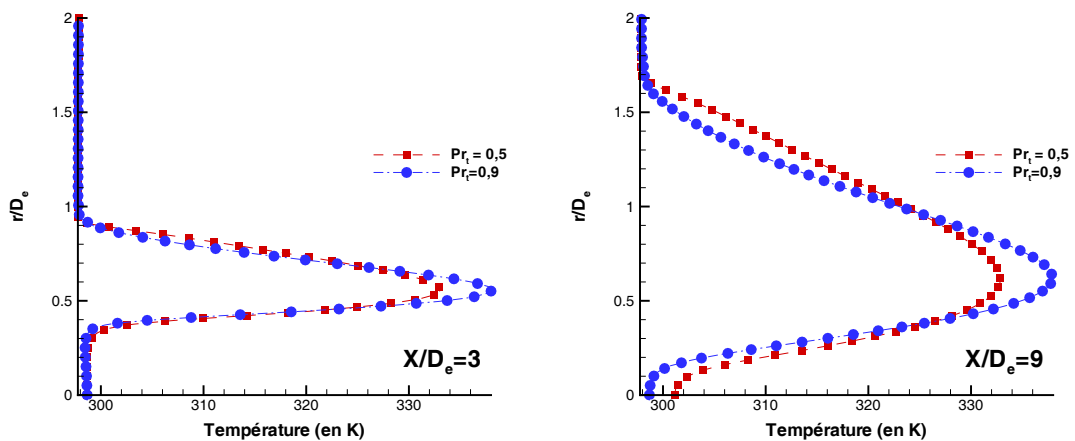 2
1.5
1
0.5
0
r/Dₑ
300
310
320
330
Température (en K)
Prₜ = 0,5
Prₜ=0,9
X/Dₑ=3
2
1.5
1
0.5
0
r/Dₑ
300
310
320
330
Température (en K)
Prₜ = 0,5
Prₜ=0,9
X/Dₑ=9